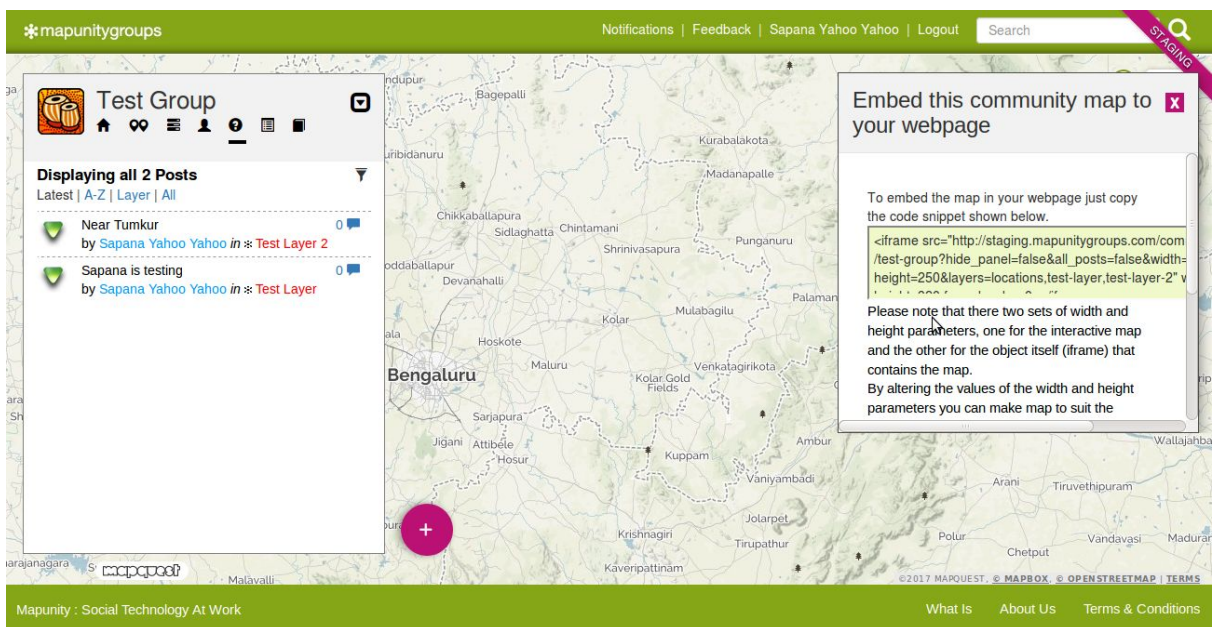 mapunitygroups
Notifications | Feedback | Sapana Yahoo Yahoo | Logout
Search
STAGING
Test Group
Displaying all 2 Posts
Latest | A-Z | Layer | All
Near Tumkur
0
by Sapana Yahoo Yahoo in Test Layer 2
Sapana is testing
0
by Sapana Yahoo Yahoo in Test Layer
Embed this community map to
your webpage
X
To embed the map in your webpage just copy
the code snippet shown below.
<iframe src="http://staging.mapunitygroups.com/com
/test-group?hide_panel=false&all_posts=false&width=
height=250&layers=locations,test-layer,test-layer-2" w
Please note that there two sets of width and
height parameters, one for the interactive map
and the other for the object itself (iframe) that
contains the map.
By altering the values of the width and height
parameters you can make map to suit the
ndupur
Bagepalli
Kurabalakota
uribidanuru
Madanapalle
Chikkaballapura
Sidlaghatta
Chintamani
Shrinivasapura
Punganuru
oddaballapur
Devanahalli
Palaman
Kolar
Mulabagilu
ala
Hoskote
Maluru
Venkatagirikota
Bengaluru
Kolar Gold
Fields
Sarjapura
Jigani
Attibele
Hosur
Kuppam
Ambur
Wallajahba
Vaniyambadi
Arani
Tiruvethipuram
Jolarpet
Krishnagiri
Tirupathur
Polur
Vandavasi
Maduran
Chetput
Kaveripattinam
arajanagara
mapquest
Malavalli
+
©2017 MAPQUEST, © MAPBOX, © OPENSTREETMAP | TERMS
Mapunity : Social Technology At Work
What Is
About Us
Terms & Conditions